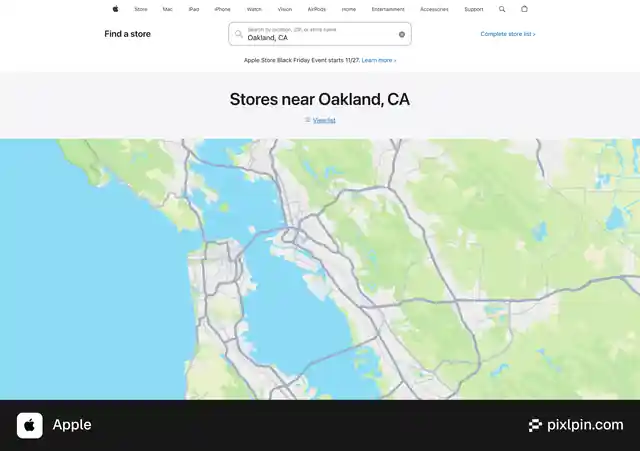 Store Mac iPad iPhone Watch Vision AirPods Home Entertainment Accessories Support
Find a store
Search by location, ZIP, or store name
Oakland, CA
Complete store list >
Apple Store Black Friday Event starts 11/27. Learn more >
Stores near Oakland, CA
View list
Apple
pixlpin.com